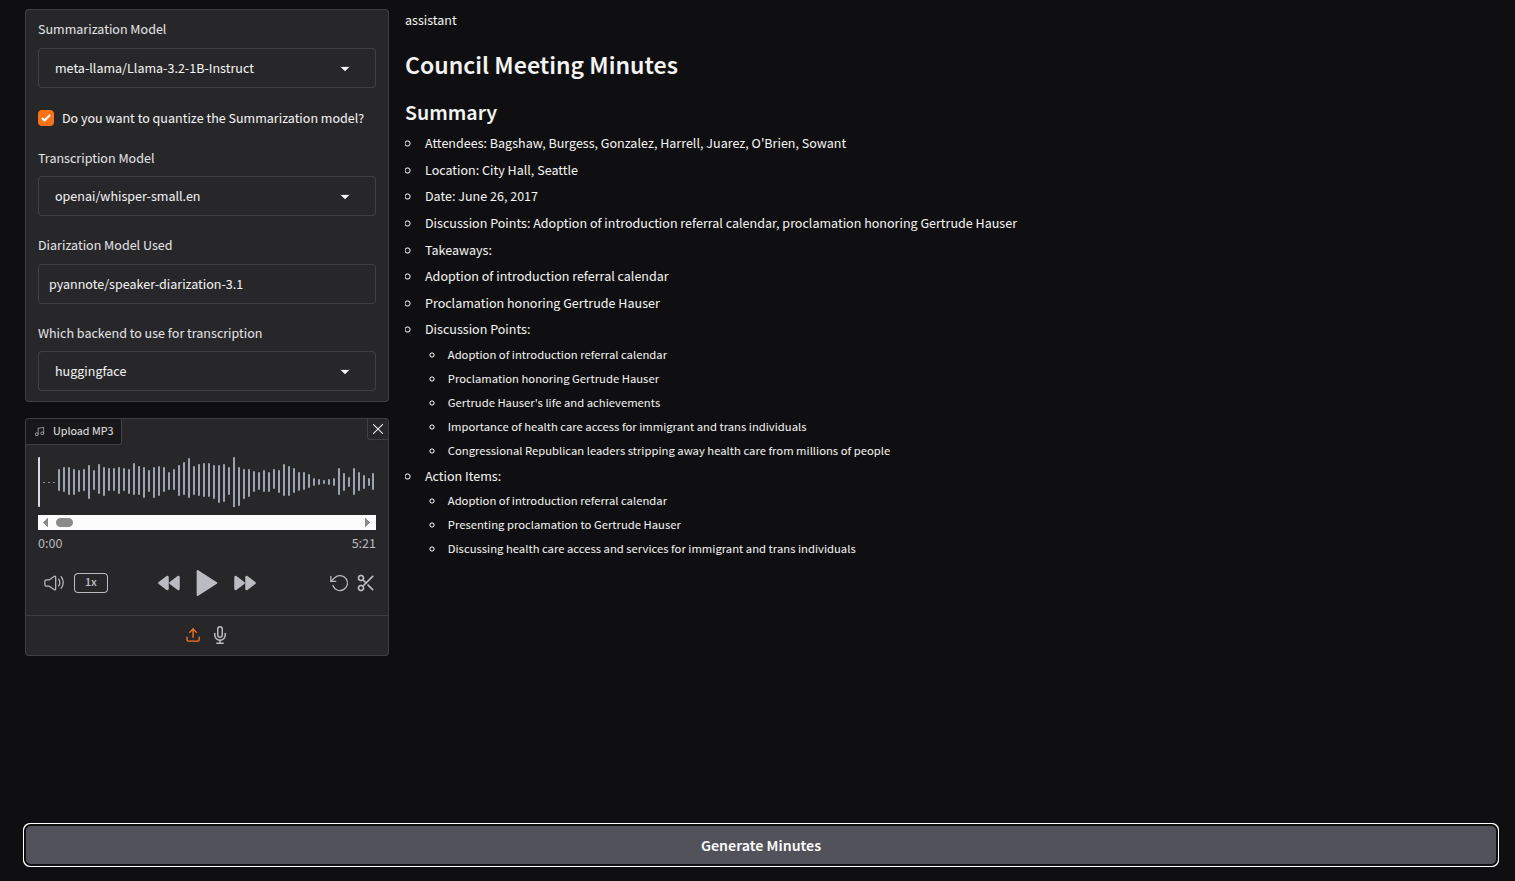 Summarization Model
meta-llama/Llama-3.2-1B-Instruct
Do you want to quantize the Summarization model?
Transcription Model
openai/whisper-small.en
Diarization Model Used
pyannote/speaker-diarization-3.1
Which backend to use for transcription
huggingface
Upload MP3
0:00 5:21
1x
assistant
Council Meeting Minutes
Summary
Attendees: Bagshaw, Burgess, Gonzalez, Harrell, Juarez, O'Brien, Sowant
Location: City Hall, Seattle
Date: June 26, 2017
Discussion Points: Adoption of introduction referral calendar, proclamation honoring Gertrude Hauser
Takeaways:
Adoption of introduction referral calendar
Proclamation honoring Gertrude Hauser
Discussion Points:
Adoption of introduction referral calendar
Proclamation honoring Gertrude Hauser
Gertrude Hauser's life and achievements
Importance of health care access for immigrant and trans individuals
Congressional Republican leaders stripping away health care from millions of people
Action Items:
Adoption of introduction referral calendar
Presenting proclamation to Gertrude Hauser
Discussing health care access and services for immigrant and trans individuals
Generate Minutes